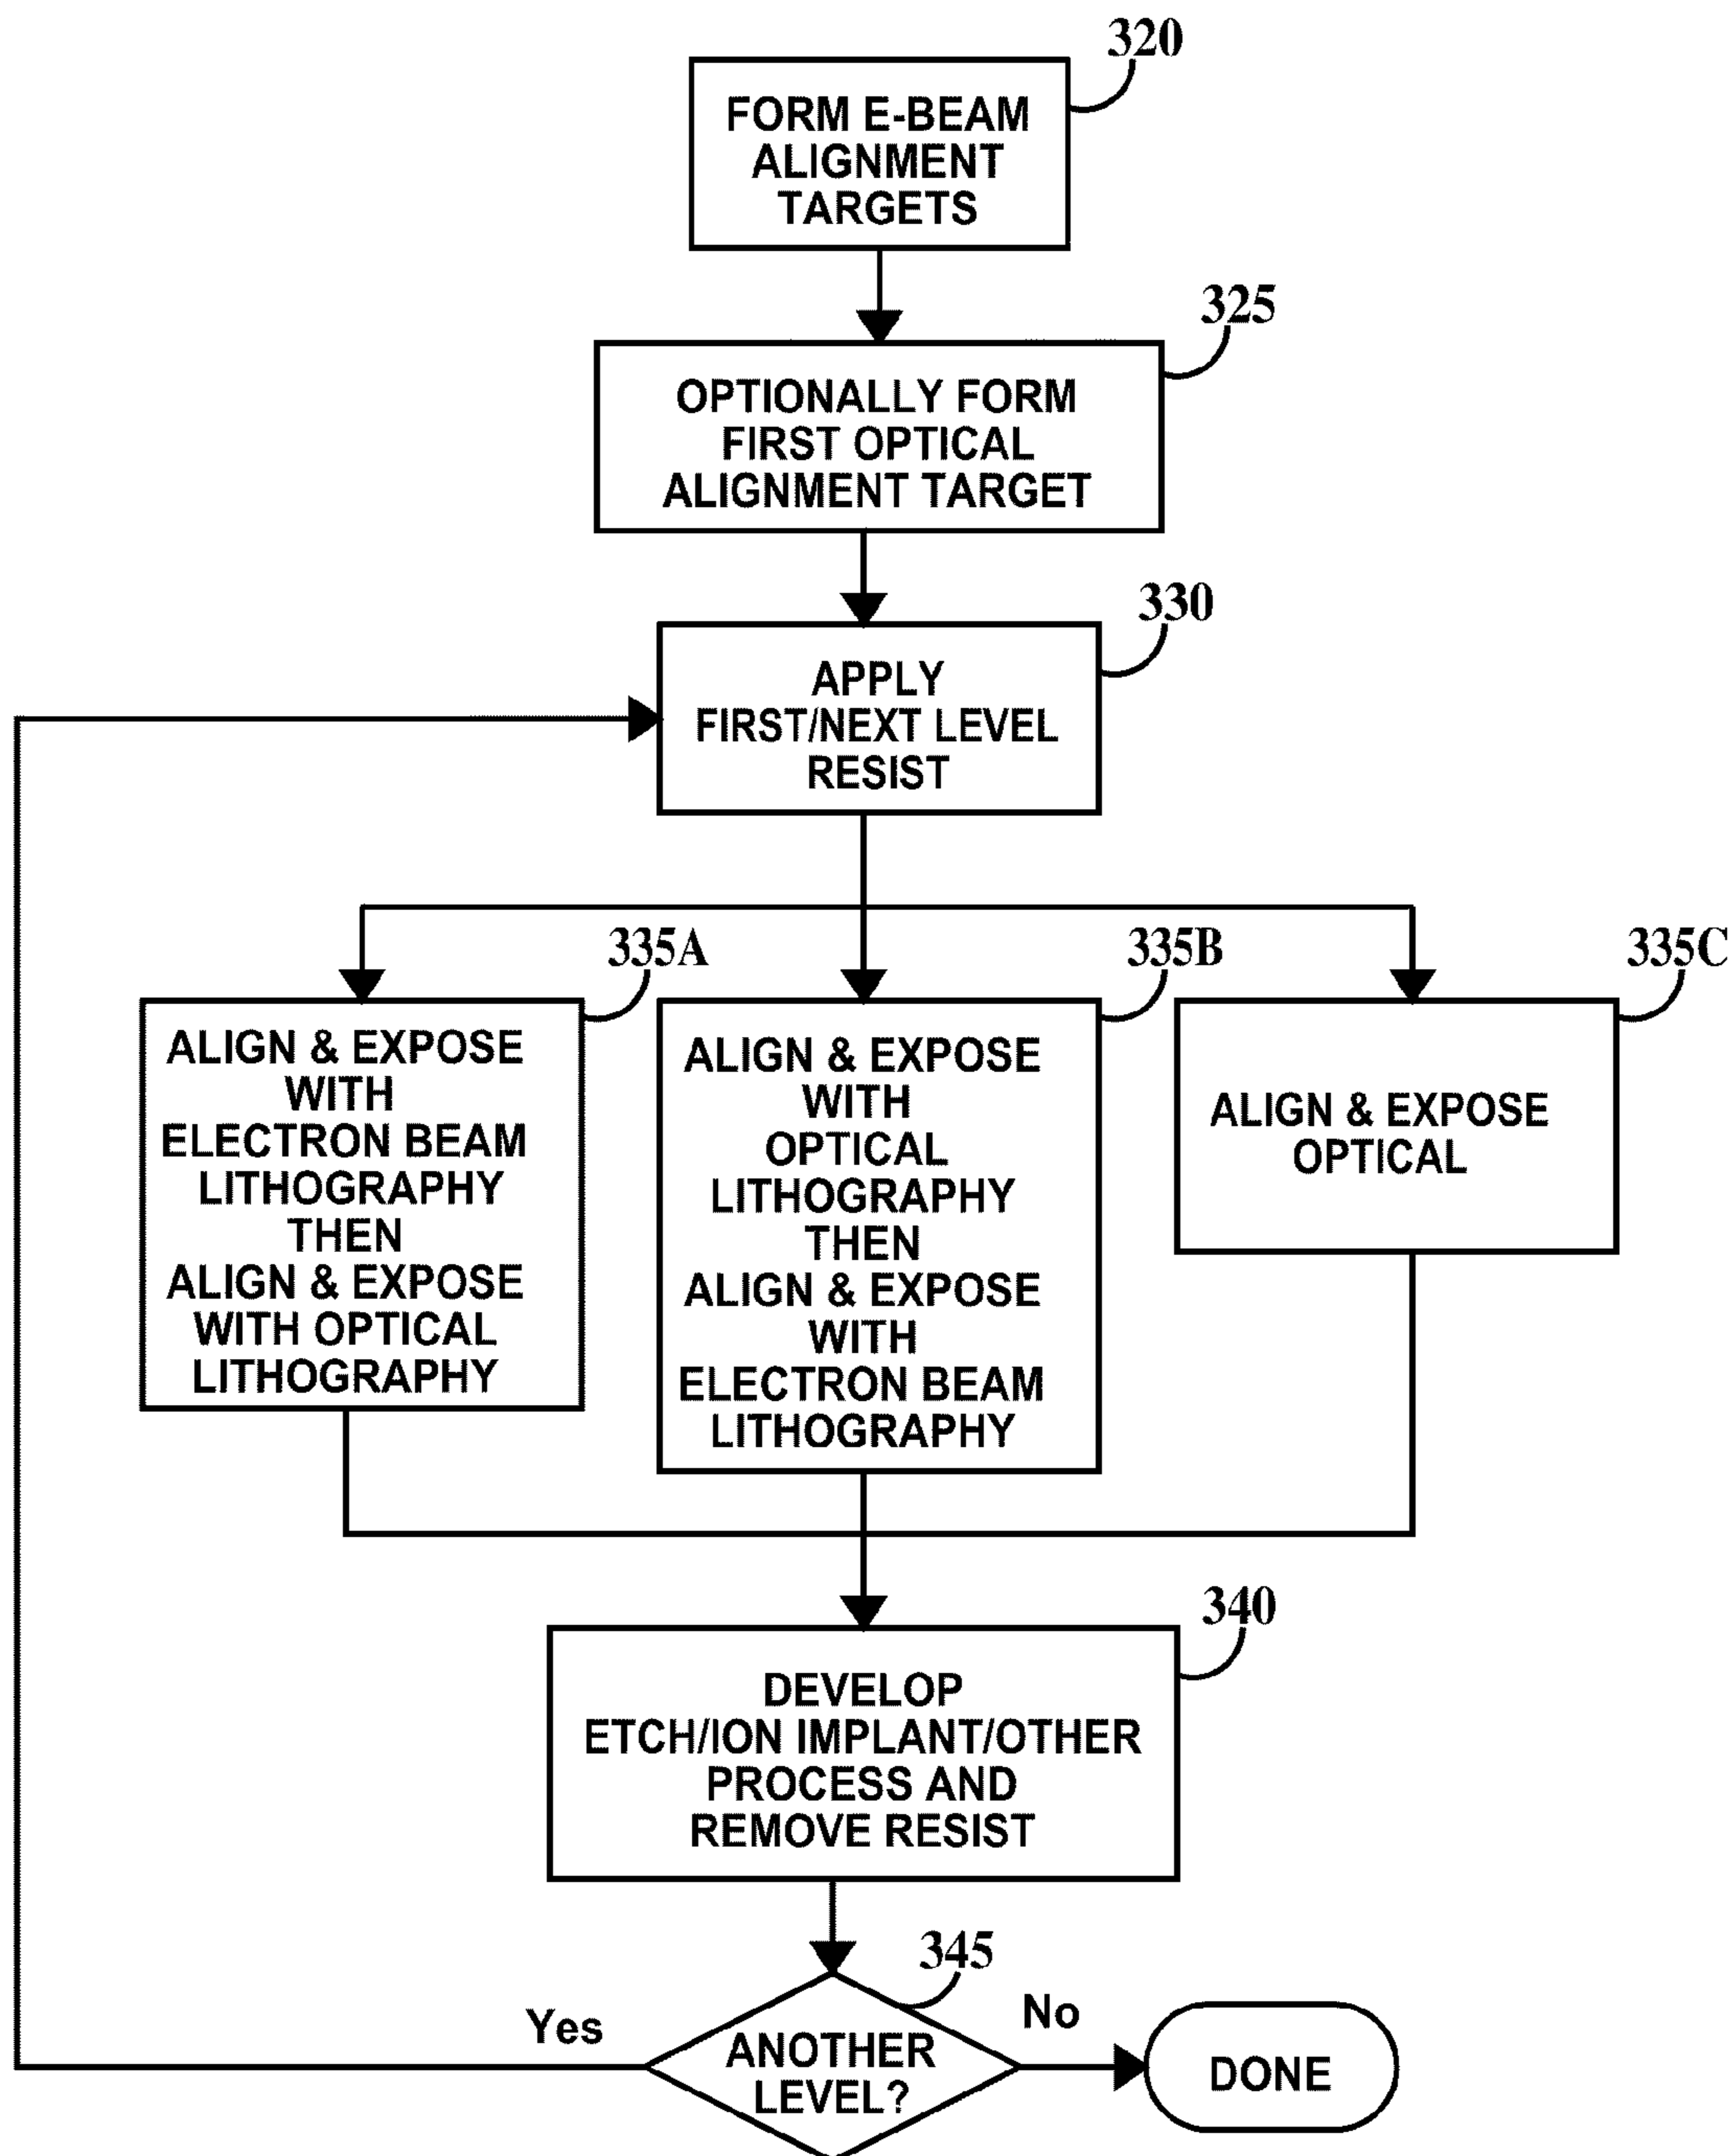 320
FORM E-BEAM
ALIGNMENT
TARGETS
325
OPTIONALLY FORM
FIRST OPTICAL
ALIGNMENT TARGET
330
APPLY
FIRST/NEXT LEVEL
RESIST
335A
ALIGN & EXPOSE
WITH
ELECTRON BEAM
LITHOGRAPHY
THEN
ALIGN & EXPOSE
WITH OPTICAL
LITHOGRAPHY
335B
ALIGN & EXPOSE
WITH
OPTICAL
LITHOGRAPHY
THEN
ALIGN & EXPOSE
WITH
ELECTRON BEAM
LITHOGRAPHY
335C
ALIGN & EXPOSE
OPTICAL
340
DEVELOP
ETCH/ION IMPLANT/OTHER
PROCESS AND
REMOVE RESIST
345
Yes
ANOTHER
LEVEL?
No
DONE